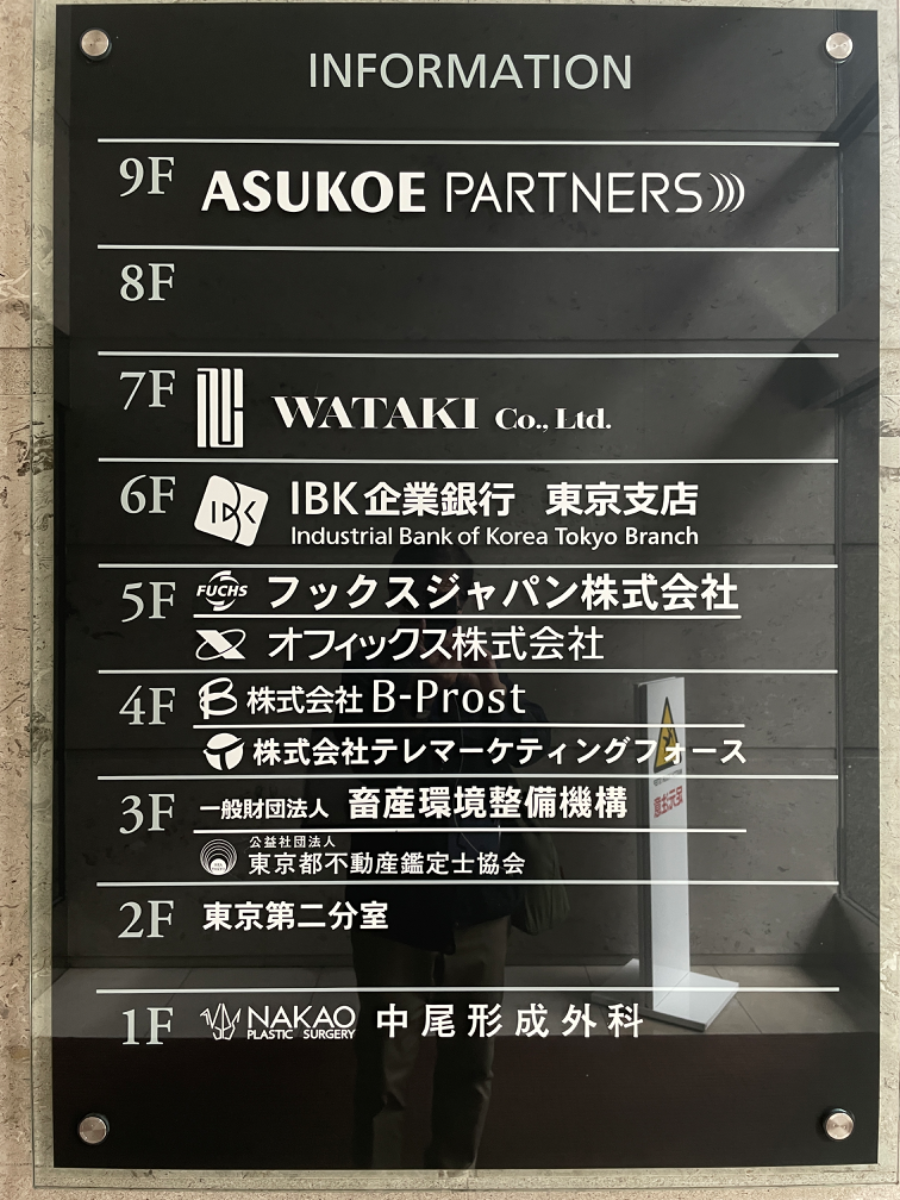 INFORMATION
9F ASUKOE PARTNERS
8F
7F WATAKI Co., Ltd.
6F IBK IBK企業銀行 東京支店
Industrial Bank of Korea Tokyo Branch
5F FUCHS フックスジャパン株式会社
オフィックス株式会社
4F B 株式会社 B-Prost
株式会社テレマーケティングフォース
3F 一般財団法人 畜産環境整備機構
公益社団法人
東京都不動産鑑定士協会
2F 東京第二分室
1F NAKAO 中尾形成外科
PLASTIC SURGERY